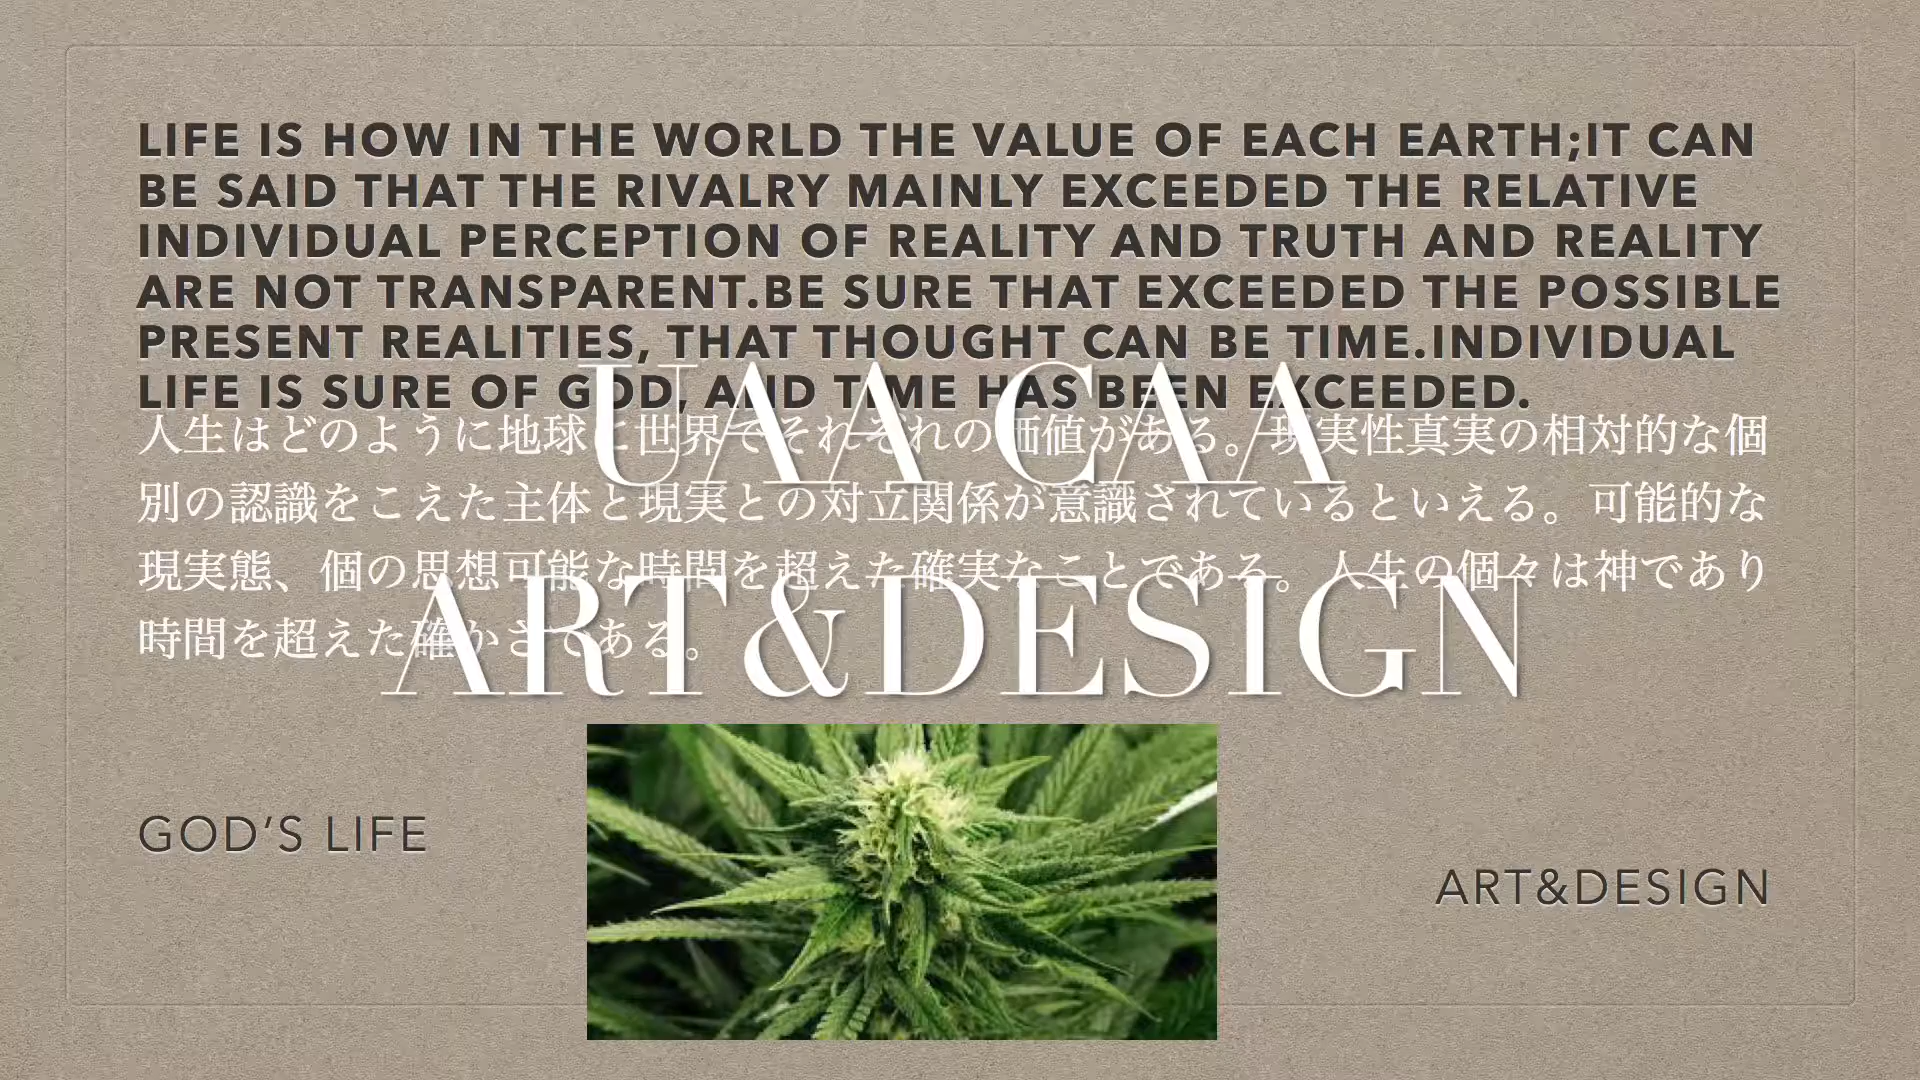 LIFE IS HOW IN THE WORLD THE VALUE OF EACH EARTH;IT CAN
BE SAID THAT THE RIVALRY MAINLY EXCEEDED THE RELATIVE
INDIVIDUAL PERCEPTION OF REALITY AND TRUTH AND REALITY
ARE NOT TRANSPARENT.BE SURE THAT EXCEEDED THE POSSIBLE
PRESENT REALITIES, THAT THOUGHT CAN BE TIME.INDIVIDUAL
LIFE IS SURE OF GOD, AND TIME HAS BEEN EXCEEDED.
人生はどのように地球に世界でそれぞれの価値がある。現実性真実の相対的な個
別の認識をこえた主体と現実との対立関係が意識されているといえる。可能的な
現実態、個の思想可能な時間を超えた確実なことである。人生の個々は神であり
時間を超えた確かさである。
UAA CAA
ART&DESIGN
GOD’S LIFE
ART&DESIGN